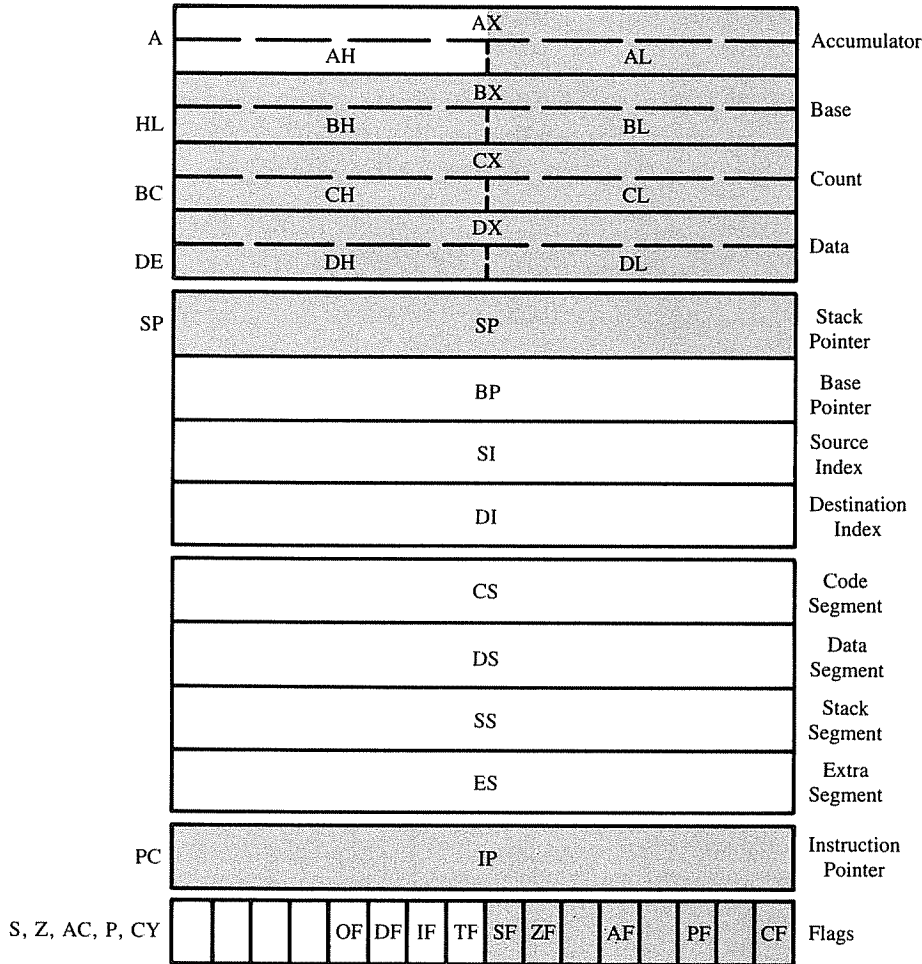 AX
A
AH
AL
Accumulator
BX
HL
BH
BL
Base
CX
BC
CH
CL
Count
DX
DE
DH
DL
Data
SP
SP
Stack
Pointer
BP
Base
Pointer
SI
Source
Index
DI
Destination
Index
CS
Code
Segment
DS
Data
Segment
SS
Stack
Segment
ES
Extra
Segment
PC
IP
Instruction
Pointer
S, Z, AC, P, CY
OF DF IF TF SF ZF AF PF CF
Flags